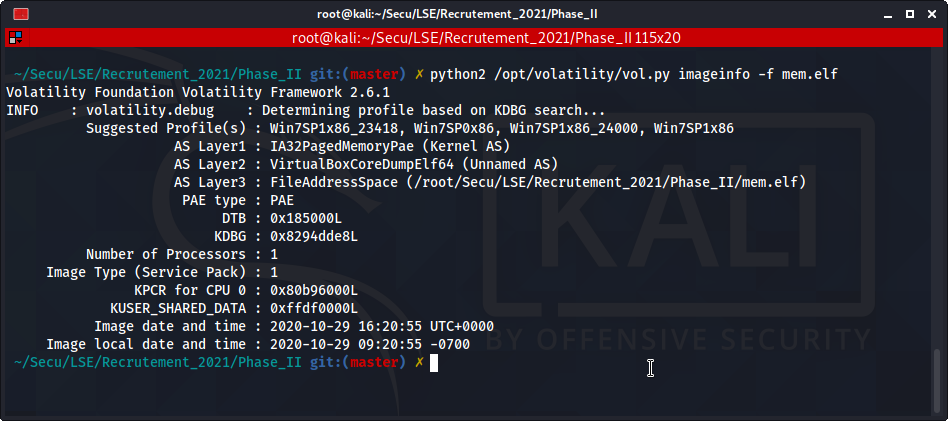 root@kali:~/Secu/LSE/Recrutement_2021/Phase_II
root@kali:~/Secu/LSE/Recrutement_2021/Phase_II 115x20
~/Secu/LSE/Recrutement_2021/Phase_II git:(master) ✗ python2 /opt/volatility/vol.py imageinfo -f mem.elf
Volatility Foundation Volatility Framework 2.6.1
INFO    : volatility.debug    : Determining profile based on KDBG search...
          Suggested Profile(s) : Win7SP1x86_23418, Win7SP0x86, Win7SP1x86_24000, Win7SP1x86
                     AS Layer1 : IA32PagedMemoryPae (Kernel AS)
                     AS Layer2 : VirtualBoxCoreDumpElf64 (Unnamed AS)
                     AS Layer3 : FileAddressSpace (/root/Secu/LSE/Recrutement_2021/Phase_II/mem.elf)
                      PAE type : PAE
                           DTB : 0x185000L
                          KDBG : 0x8294dde8L
          Number of Processors : 1
     Image Type (Service Pack) : 1
                KPCR for CPU 0 : 0x80b96000L
             KUSER_SHARED_DATA : 0xffdf0000L
           Image date and time : 2020-10-29 16:20:55 UTC+0000
     Image local date and time : 2020-10-29 09:20:55 -0700
~/Secu/LSE/Recrutement_2021/Phase_II git:(master) ✗
KALI
BY OFFENSIVE SECURITY